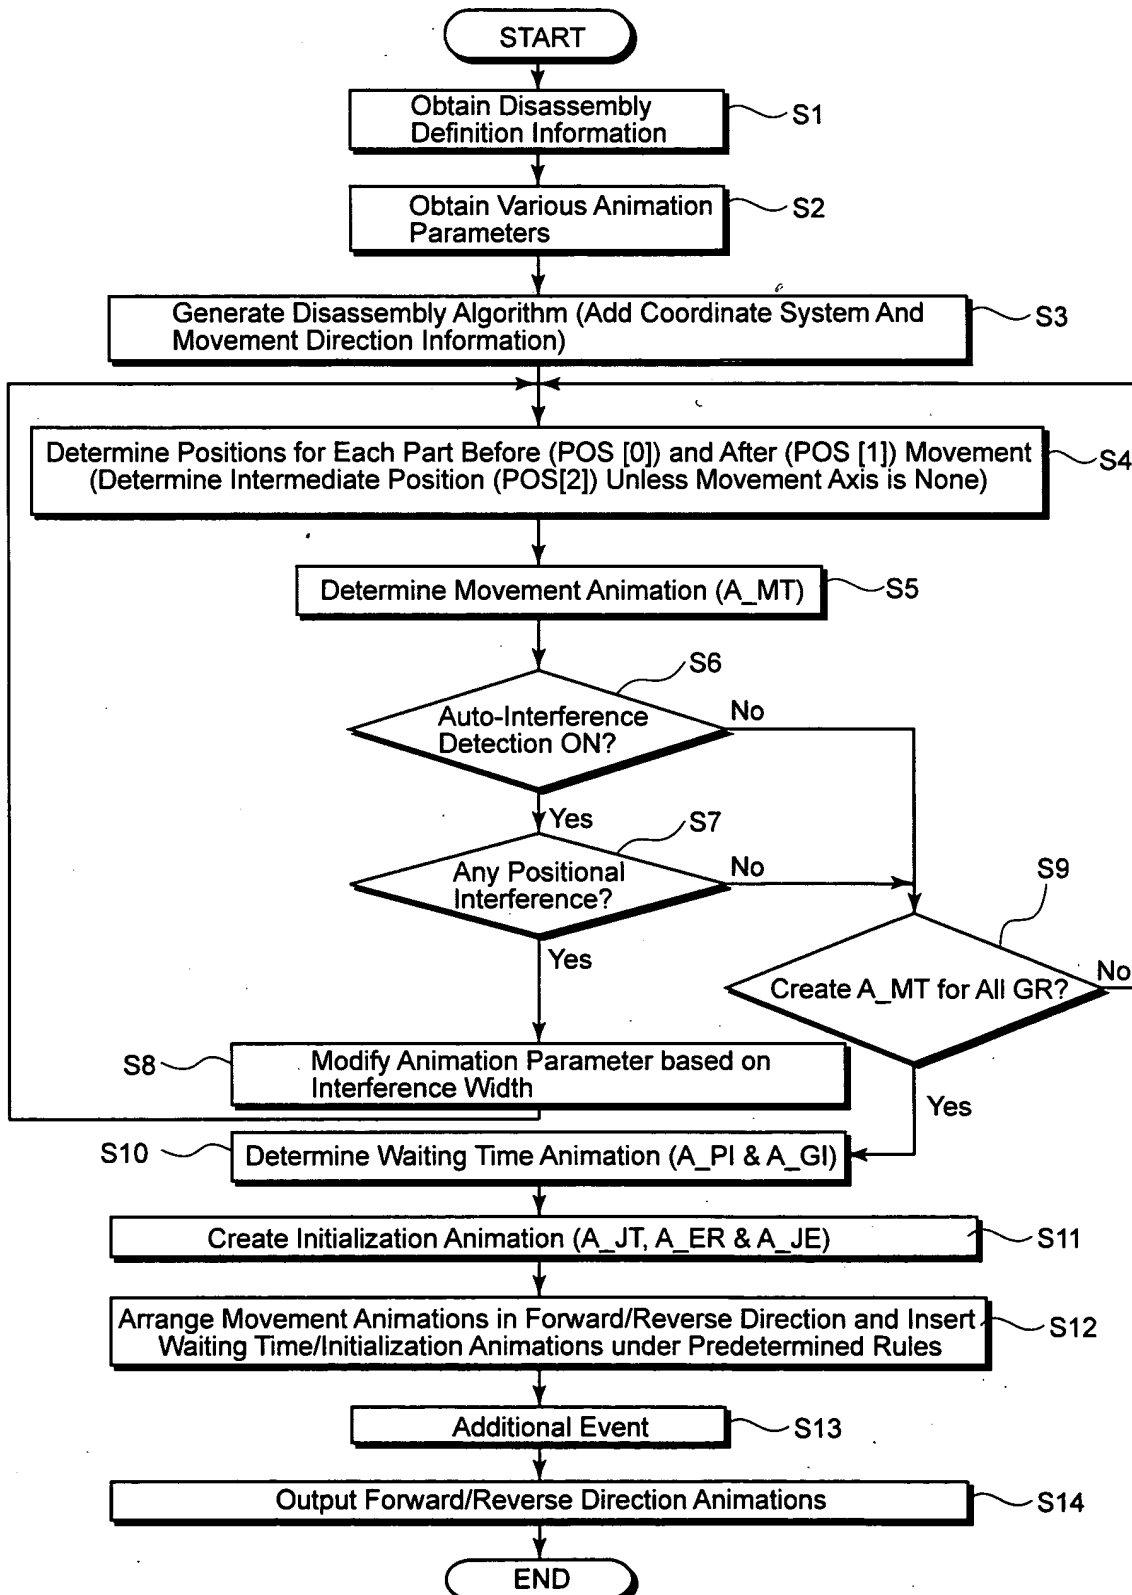 START
Obtain Disassembly
Definition Information
S1
Obtain Various Animation
Parameters
S2
Generate Disassembly Algorithm (Add Coordinate System And
Movement Direction Information)
S3
Determine Positions for Each Part Before (POS [0]) and After (POS [1]) Movement
(Determine Intermediate Position (POS[2]) Unless Movement Axis is None)
S4
Determine Movement Animation (A_MT)
S5
S6
Auto-Interference
Detection ON?
No
Yes
S7
Any Positional
Interference?
No
Yes
S9
Create A_MT for All GR?
No
Yes
S8
Modify Animation Parameter based on
Interference Width
S10
Determine Waiting Time Animation (A_PI & A_GI)
Create Initialization Animation (A_JT, A_ER & A_JE)
S11
Arrange Movement Animations in Forward/Reverse Direction and Insert
Waiting Time/Initialization Animations under Predetermined Rules
S12
Additional Event
S13
Output Forward/Reverse Direction Animations
S14
END